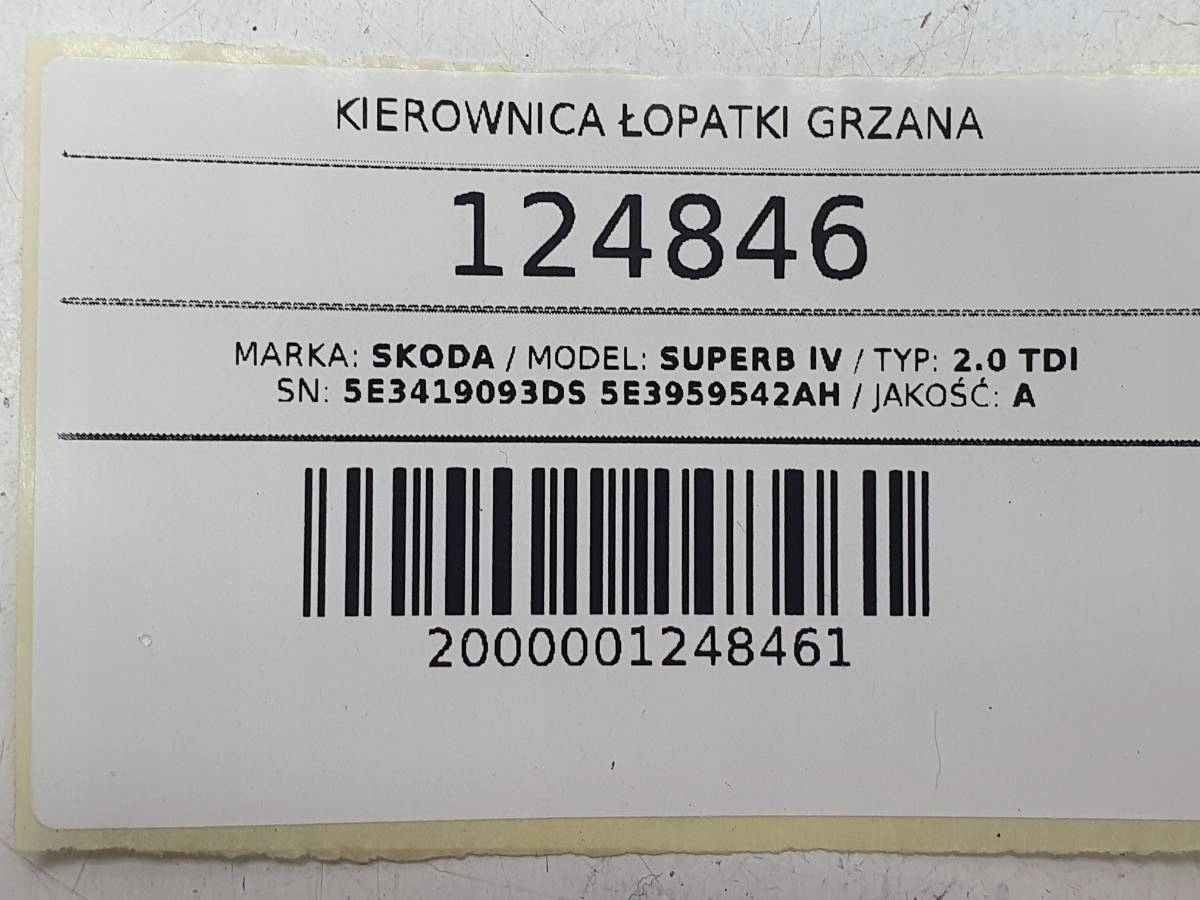 KIEROWNICA ŁOPATKI GRZANA
124846
MARKA: SKODA / MODEL: SUPERB IV / TYP: 2.0 TDI
SN: 5E3419093DS 5E3959542AH / JAKOŚĆ: A
2000001248461